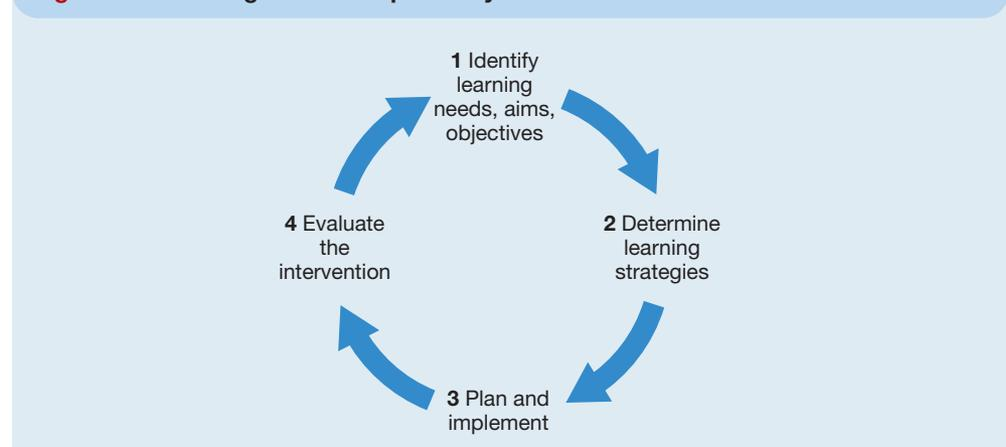 1 Identify
learning
needs, aims,
objectives
2 Determine
learning
strategies
3 Plan and
implement
4 Evaluate
the
intervention